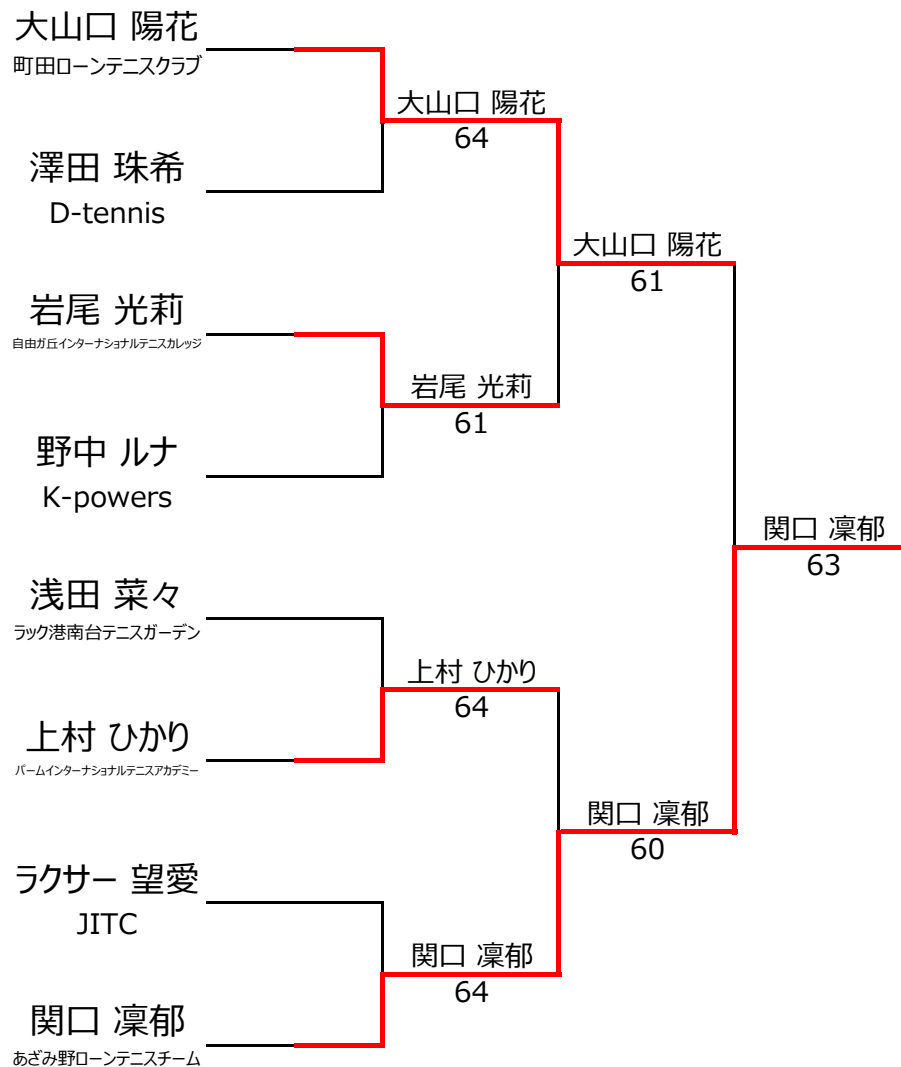 大山口 陽花
町田ローンテニスクラブ
大山口 陽花
64
澤田 珠希
D-tennis
大山口 陽花
61
岩尾 光莉
自由ガ丘インターナショナルテニスカレッジ
岩尾 光莉
61
野中 ルナ
K-powers
関口 凜郁
63
浅田 菜々
ラック港南台テニスガーデン
上村 ひかり
64
上村 ひかり
パームインターナショナルテニスアカデミー
関口 凜郁
60
ラクサー 望愛
JITC
関口 凜郁
64
関口 凜郁
あざみ野ローンテニスチーム